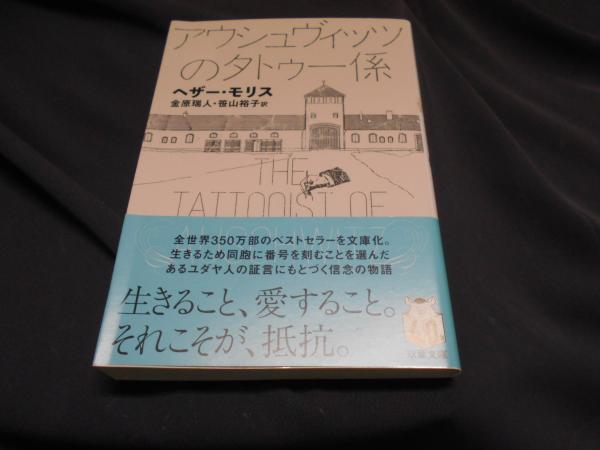 アウシュヴィッツ
のタトゥー係
ヘザー・モリス
金原瑞人・笹山裕子 訳
THE
TATTOOIST OF
AUSCHWITZ
全世界350万部のベストセラーを文庫化。
生きるため同胞に番号を刻むことを選んだ
あるユダヤ人の証言にもとづく信念の物語
生きること、愛すること。
それこそが、抵抗。
双葉文庫